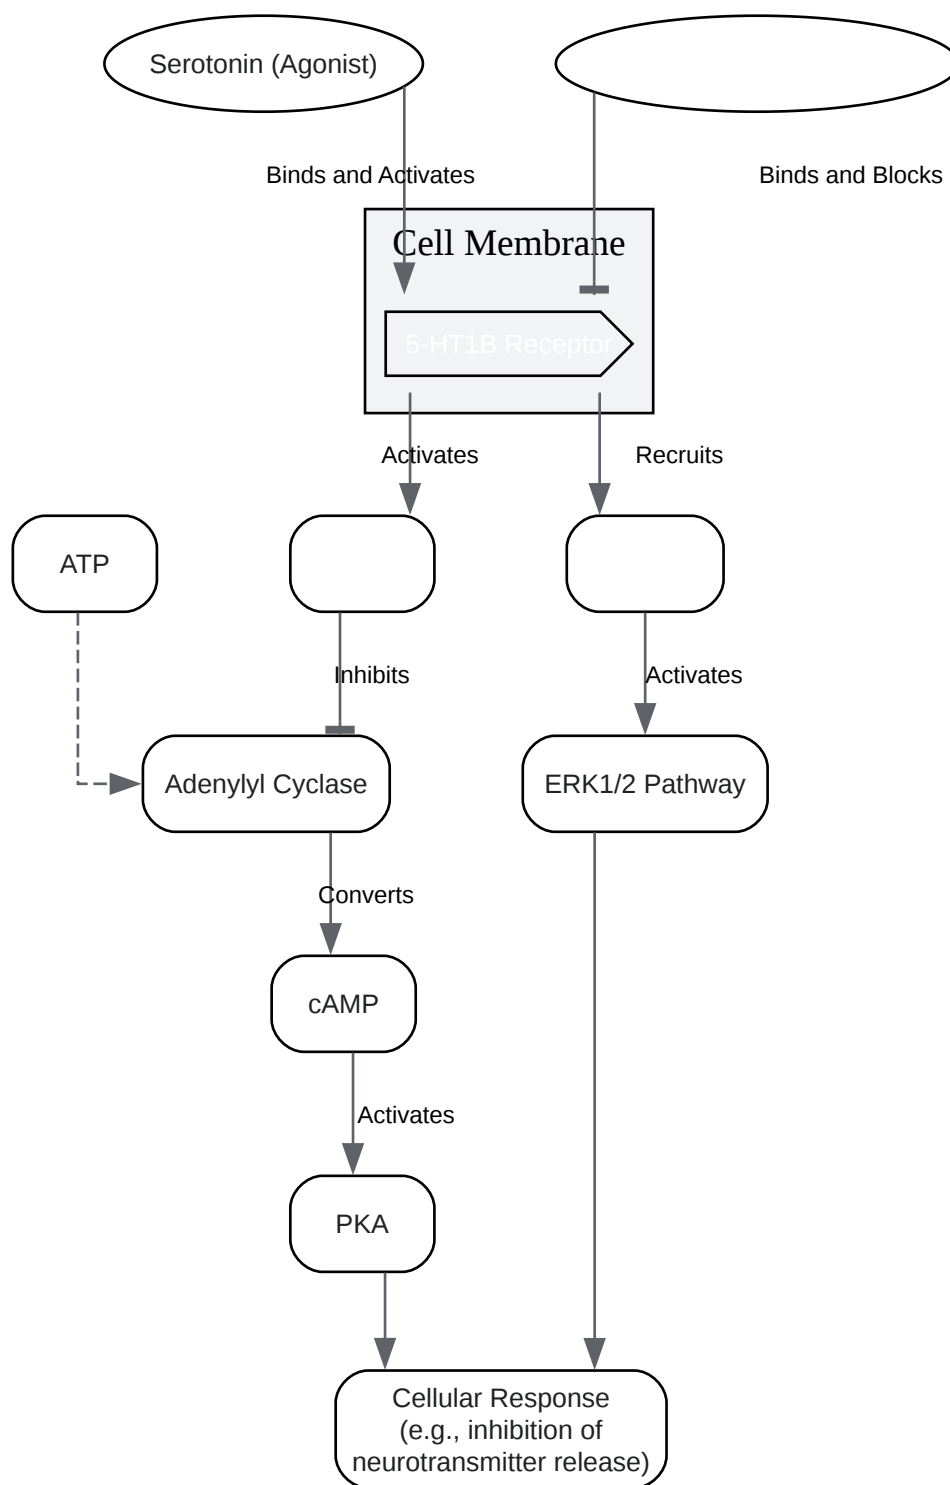 Serotonin (Agonist)
Binds and Activates
Binds and Blocks
Cell Membrane
5-HT1B Receptor
Activates
Recruits
ATP
Inhibits
Activates
Adenylyl Cyclase
ERK1/2 Pathway
Converts
cAMP
Activates
PKA
Cellular Response
(e.g., inhibition of
neurotransmitter release)